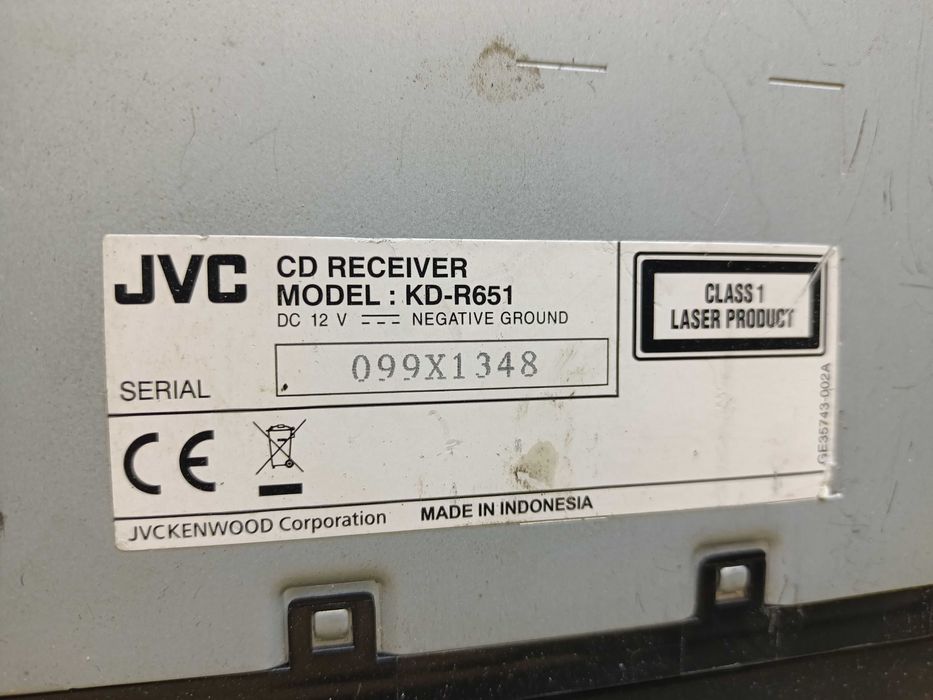 JVC
CD RECEIVER
MODEL : KD-R651
DC 12 V NEGATIVE GROUND
SERIAL
099X1348
CLASS 1
LASER PRODUCT
GE35743-002A
CE
JVCKENWOOD Corporation
MADE IN INDONESIA